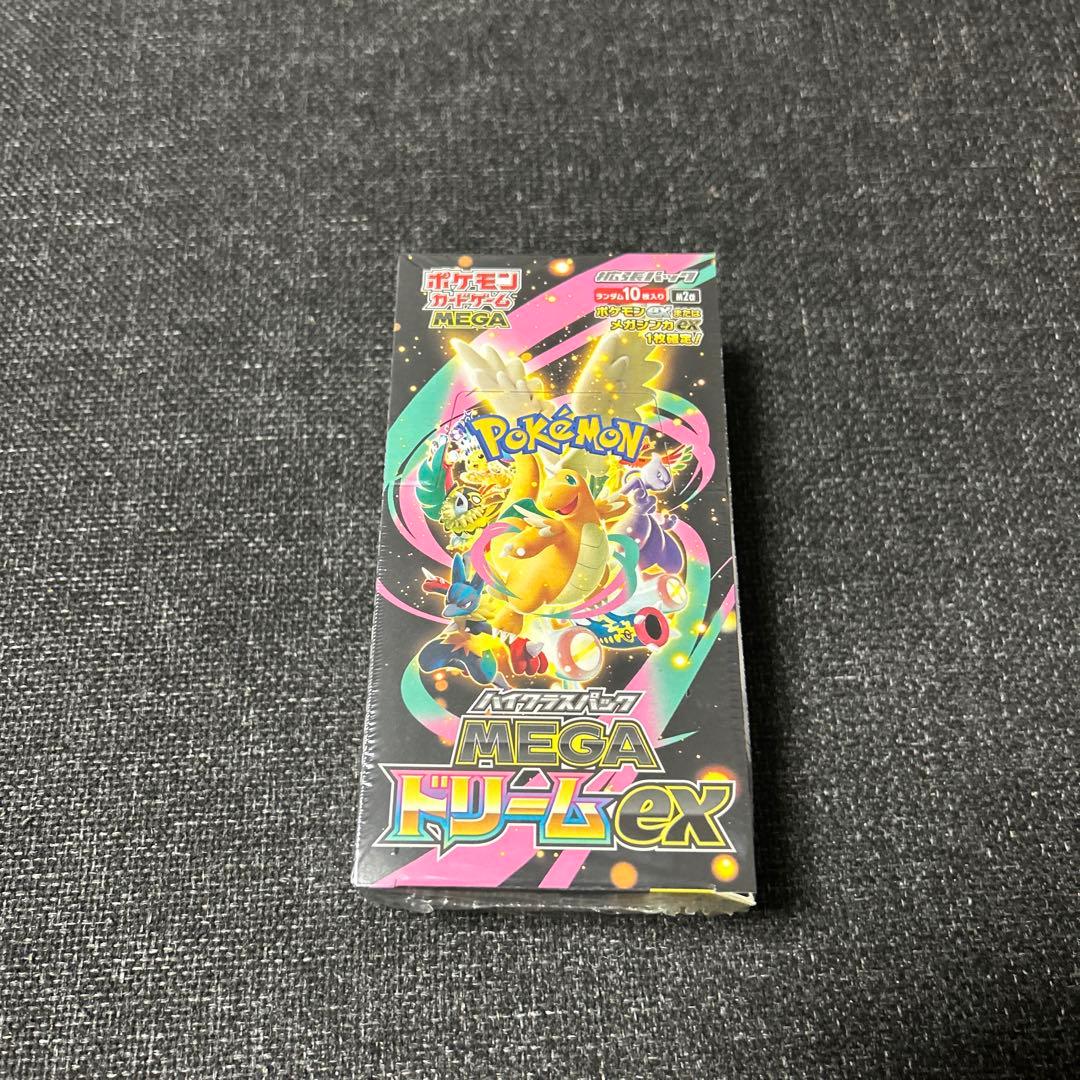 ポケモン
カードゲーム
MEGA
拡張パック
ランダム10枚入り
ポケモンexまたは
メガシンカex
1枚確定!
POKéMON
ハイクラスパック
MEGA
ドリームex